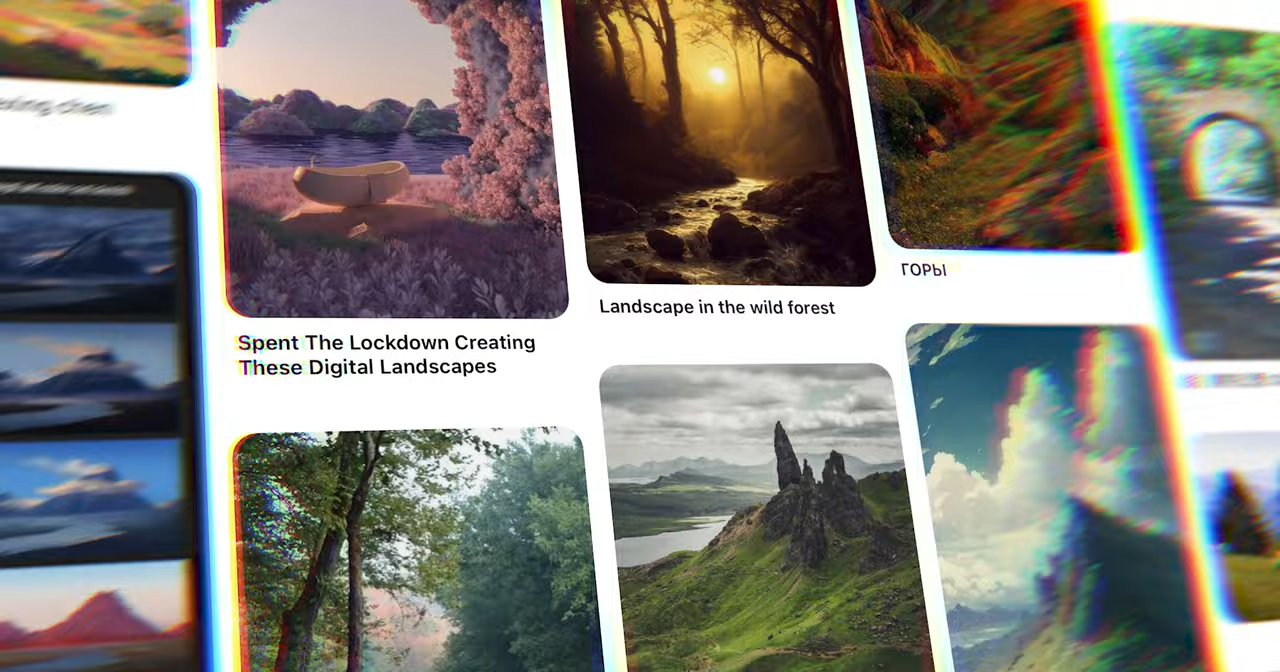 Spent The Lockdown Creating
These Digital Landscapes
Landscape in the wild forest
ГОРЫ